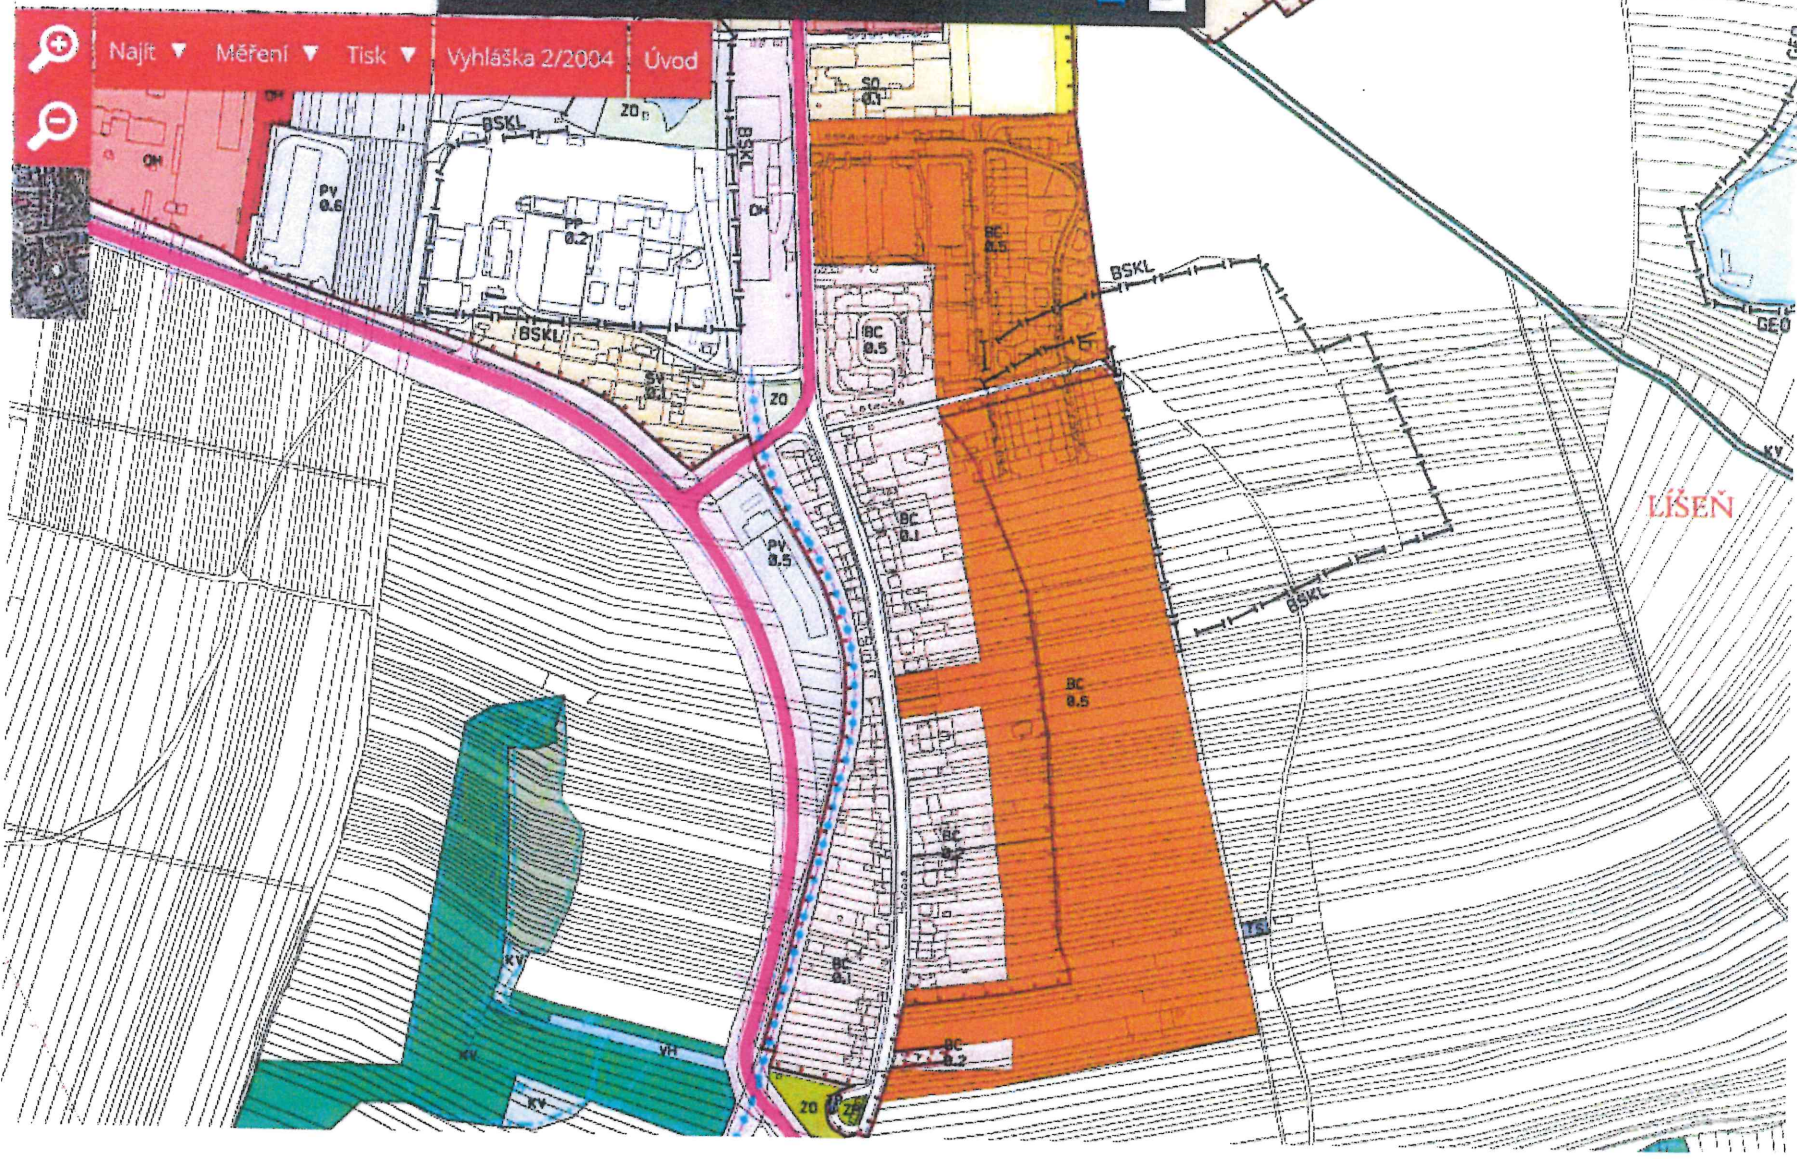 Najít ▼ Měření ▼ Tisk ▼ Vyhláška 2/2004 Úvod
SO
0.1
OH
ZO
BSKL
BSKL
OH
PV
0.6
0.2
OH
BC
0.5
BSKL
GEO
BSKL
BC
0.5
SV
ZO
KV
LÍŠEŇ
BC
0.1
PV
0.5
BSKL
BC
0.5
BC
BC
0.1
KV
KV
VH
BC
0.2
KV
ZO